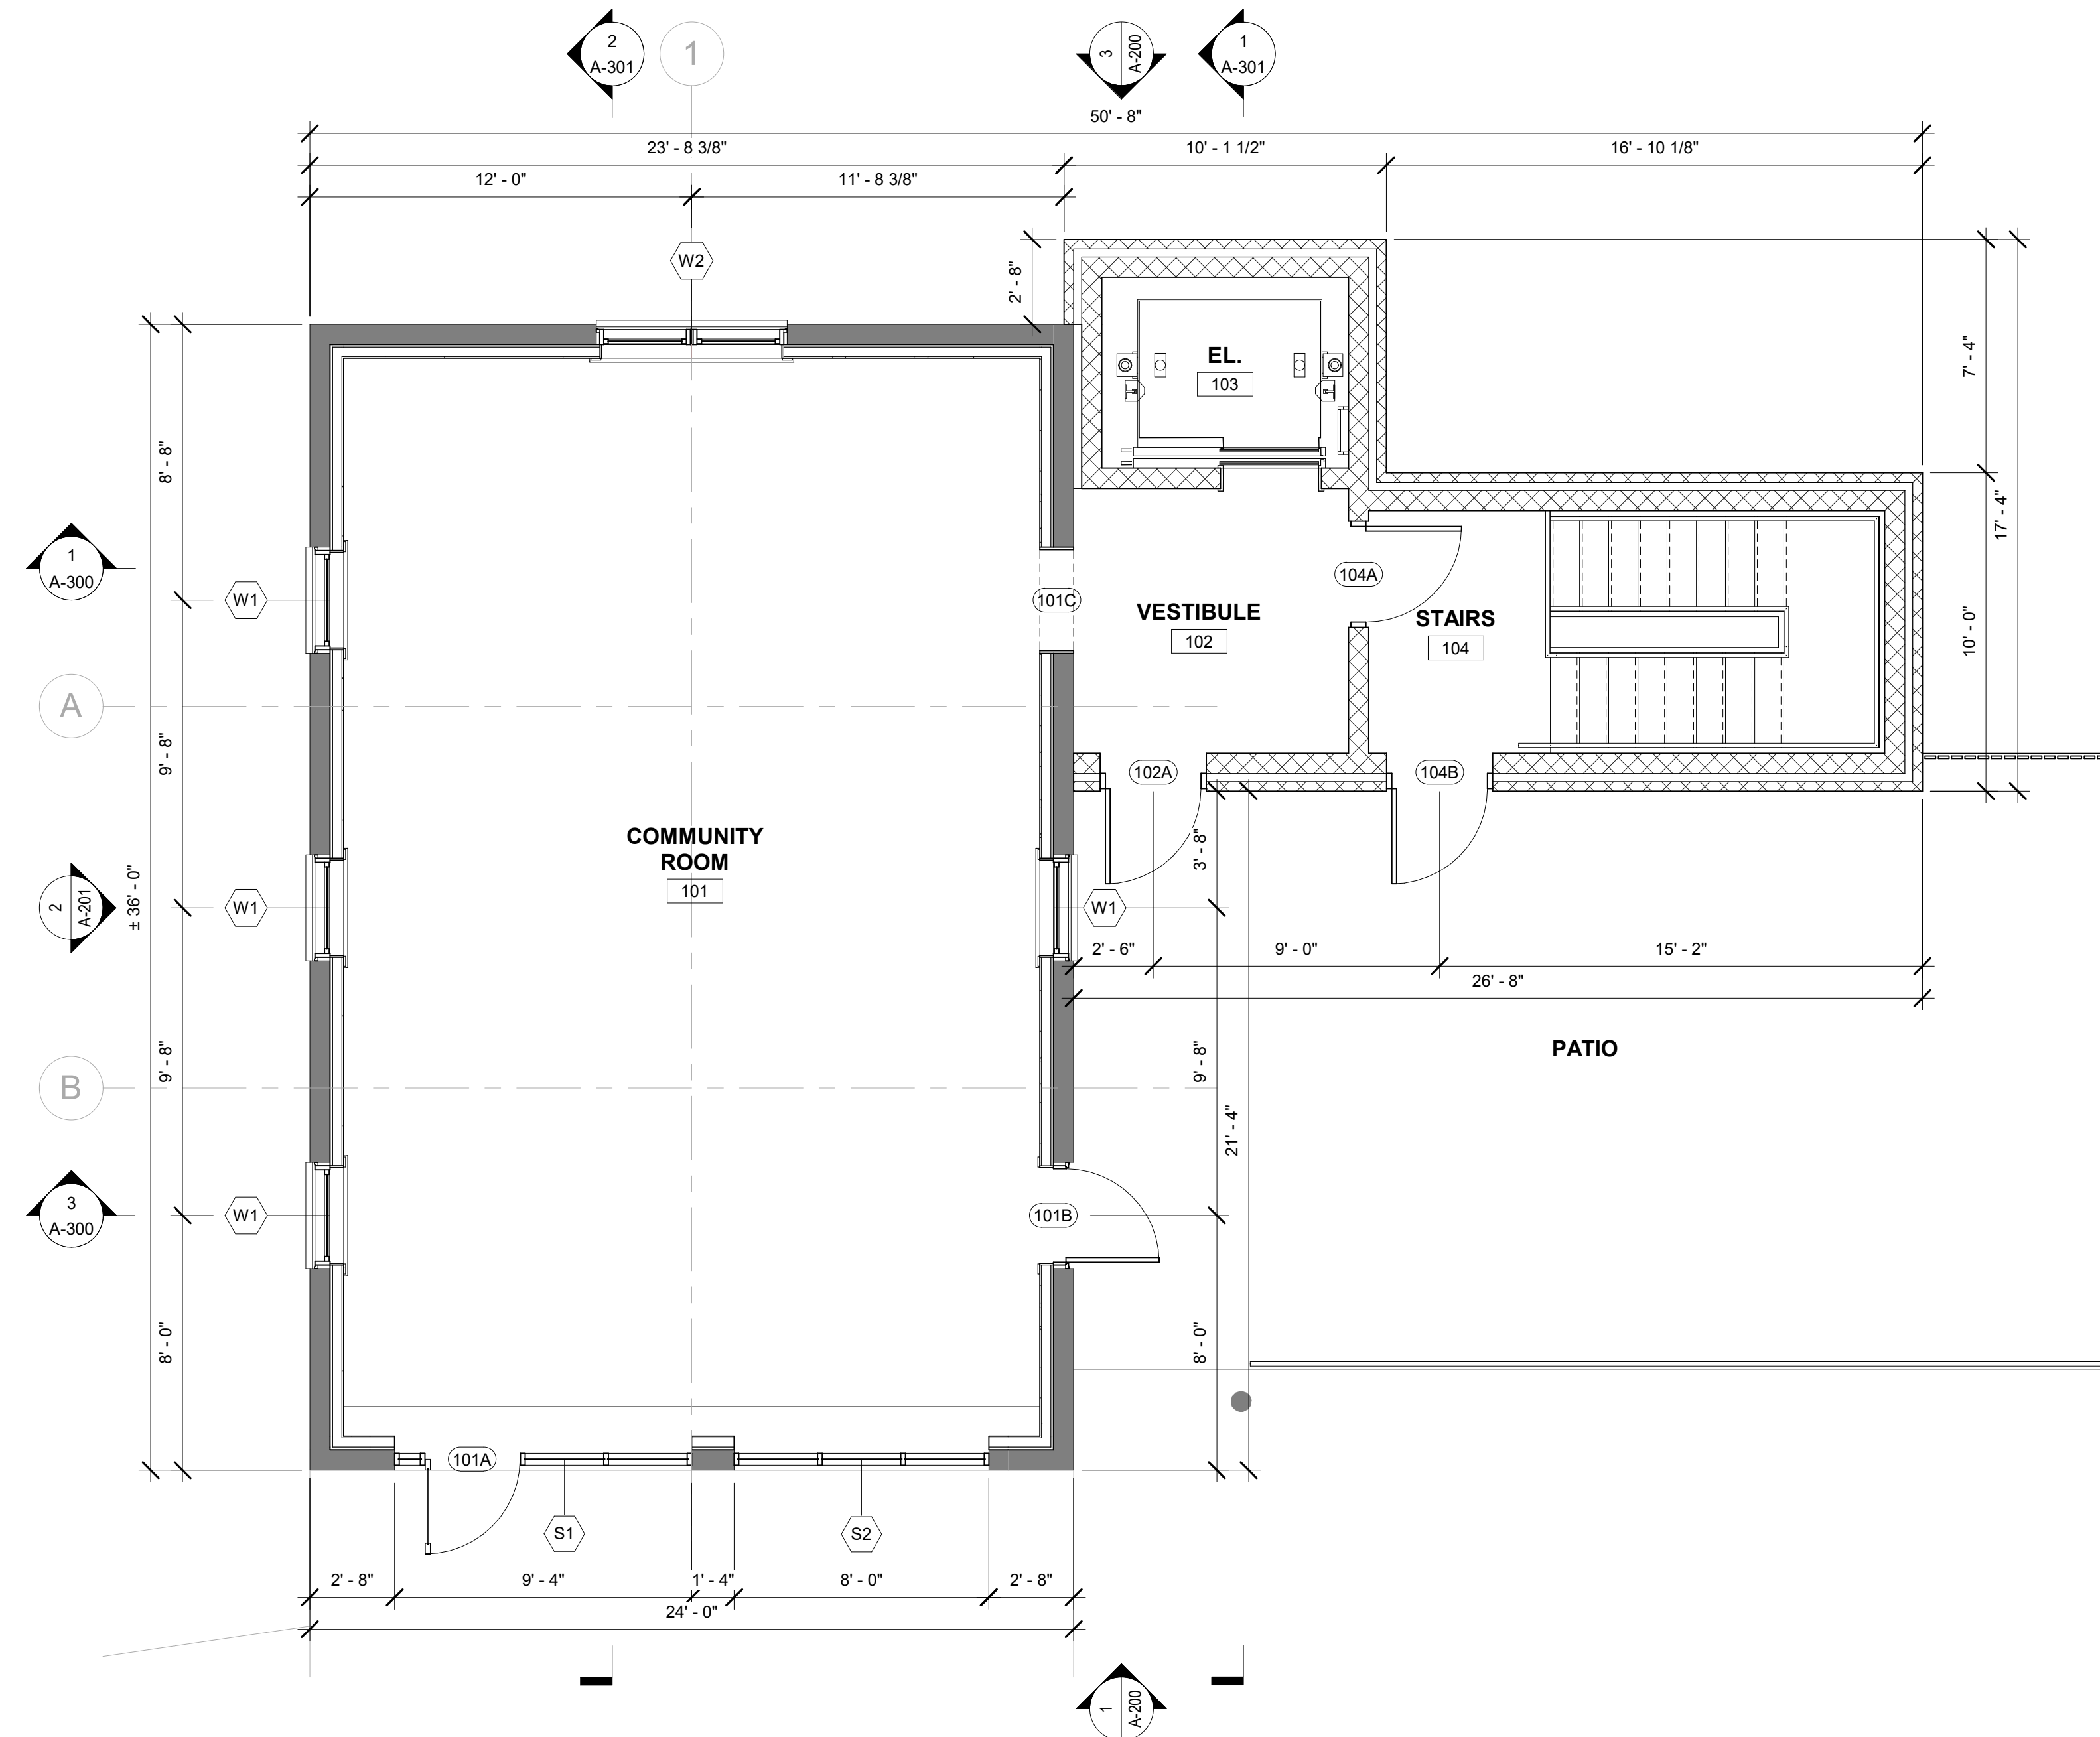 2
A-301
1
3
A-200
1
A-301
50' - 8"
23' - 8 3/8"
10' - 1 1/2"
16' - 10 1/8"
12' - 0"
11' - 8 3/8"
W2
2' - 8"
EL.
103
7' - 4"
17' - 4"
8' - 8"
1
A-300
W1
101C
VESTIBULE
102
104A
STAIRS
104
10' - 0"
A
9' - 8"
102A
104B
COMMUNITY
ROOM
101
3' - 8"
2
A-201
± 36' - 0"
W1
W1
2' - 6"
9' - 0"
15' - 2"
26' - 8"
PATIO
B
9' - 8"
9' - 8"
21' - 4"
3
A-300
W1
101B
8' - 0"
8' - 0"
101A
S1
S2
2' - 8"
9' - 4"
1' - 4"
8' - 0"
2' - 8"
24' - 0"
1
A-200